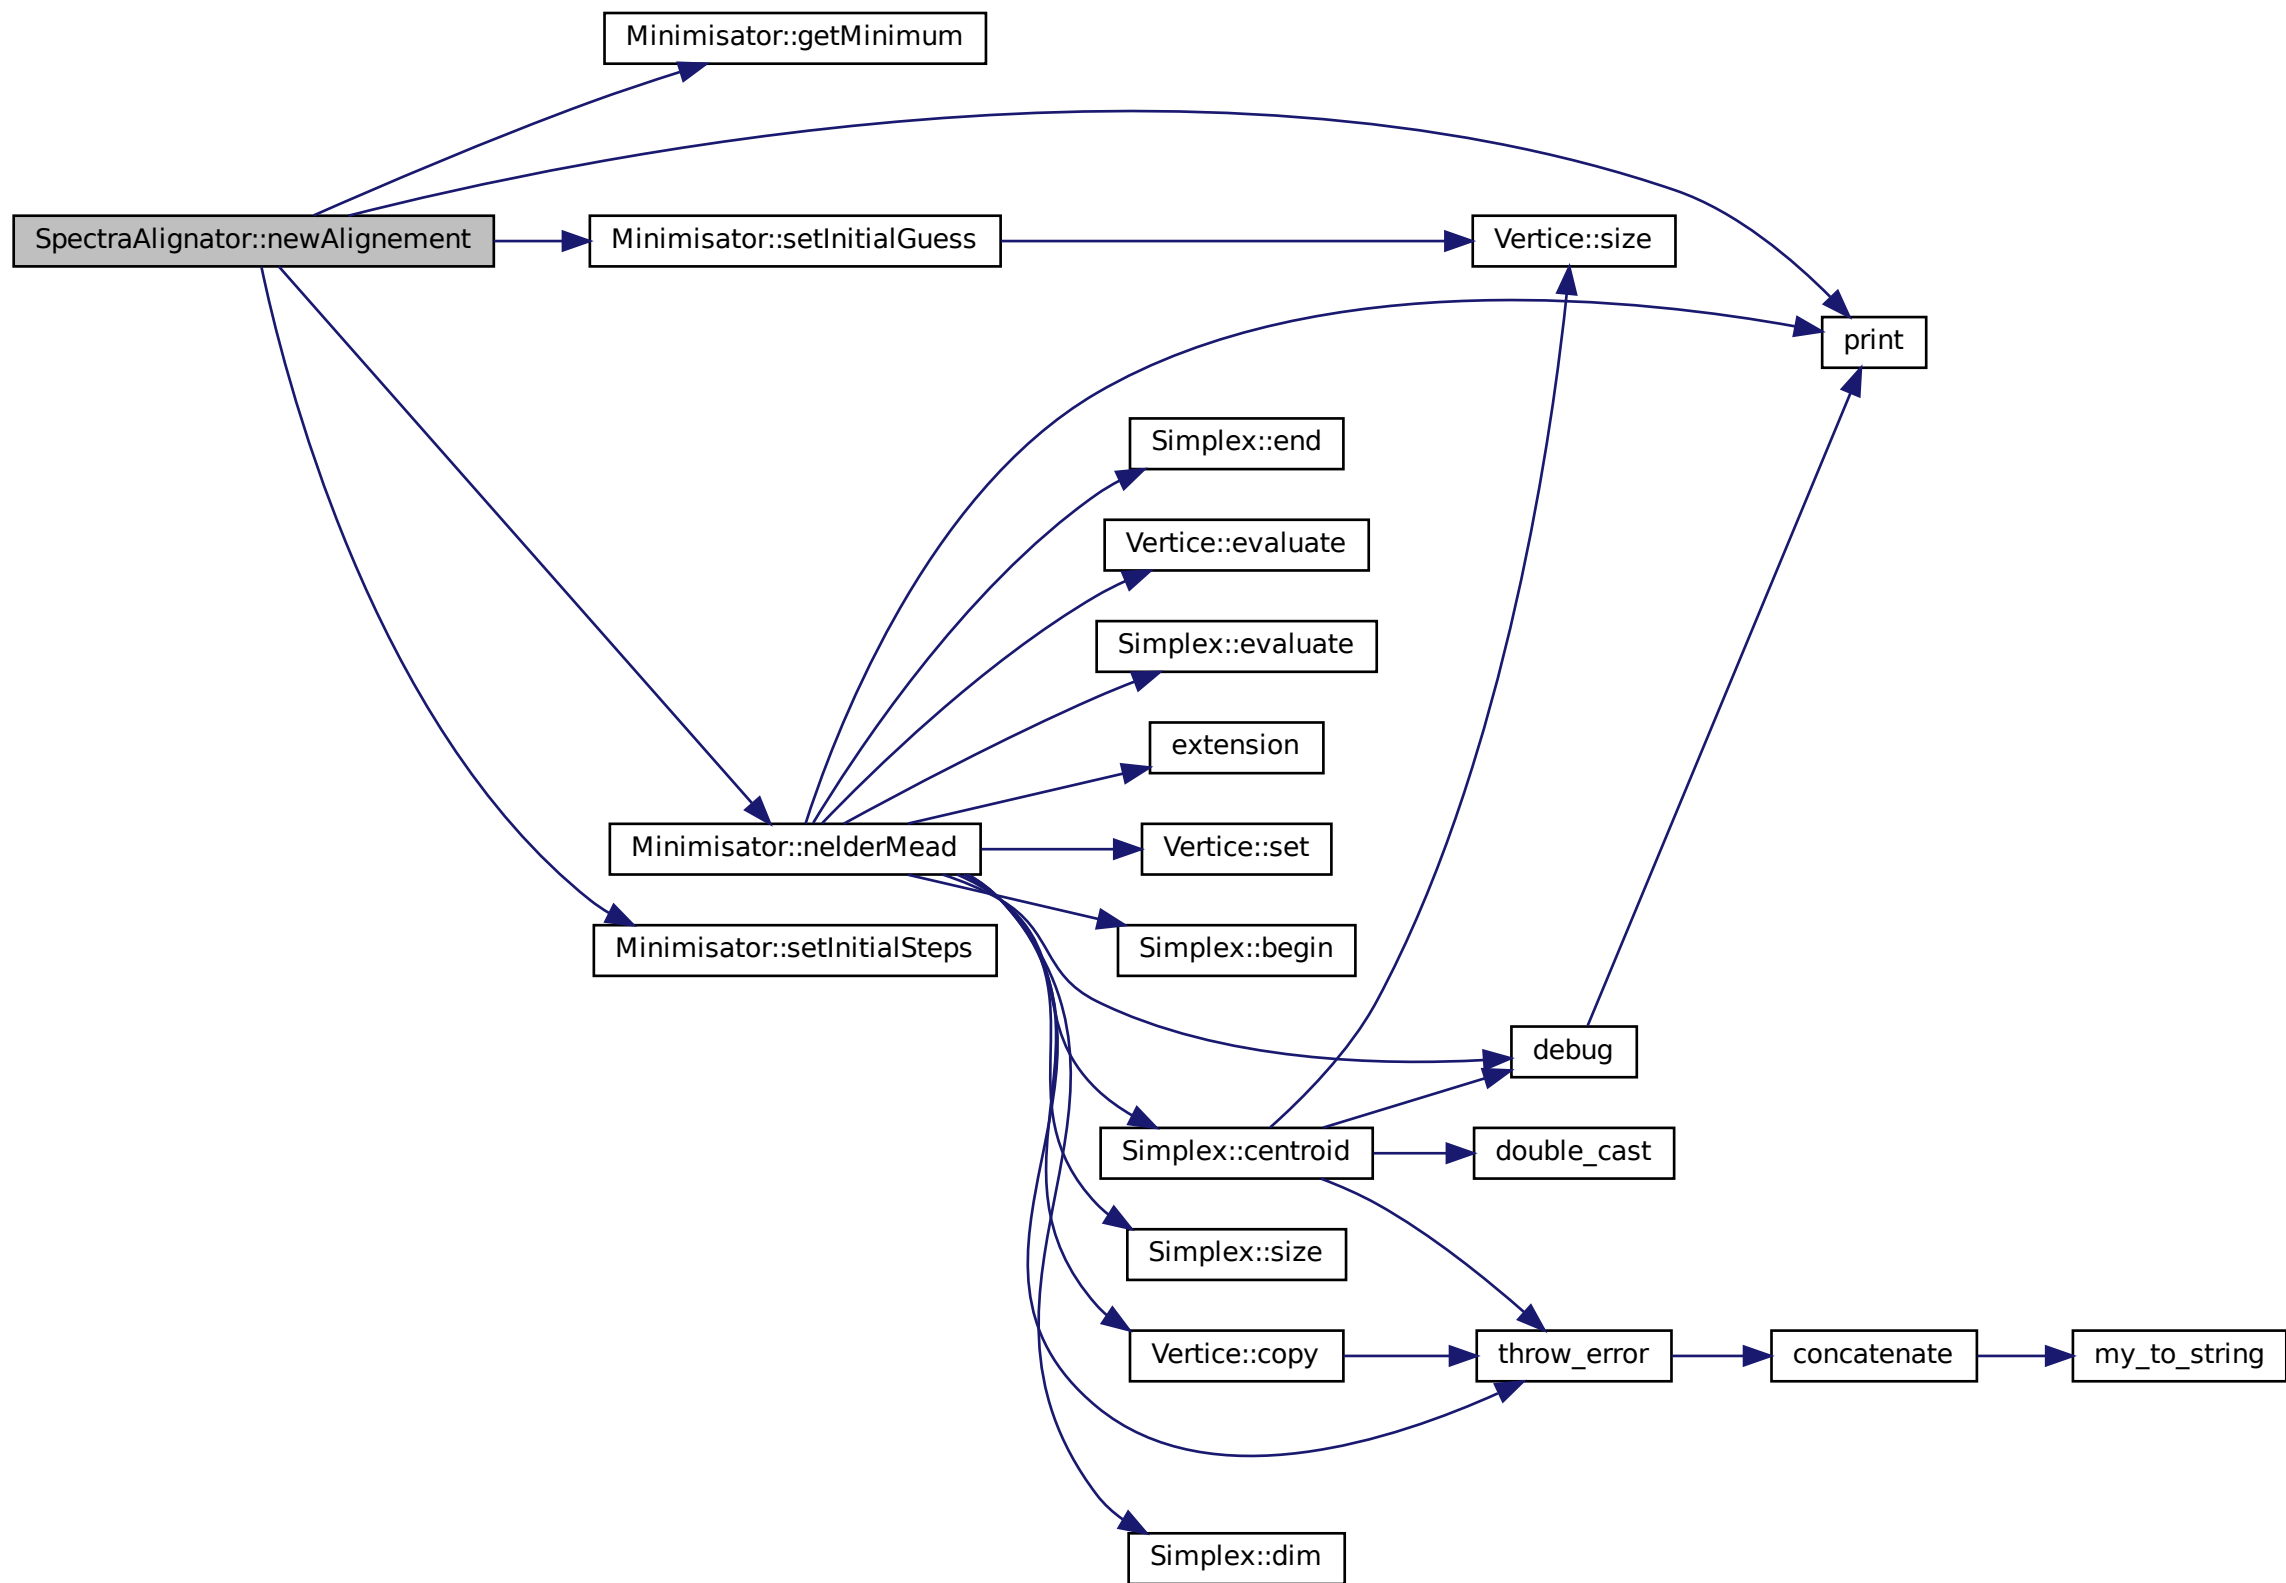 Minimisator::getMinimum
SpectraAlignator::newAlignement
Minimisator::setInitialGuess
Vertice::size
print
Simplex::end
Vertice::evaluate
Simplex::evaluate
extension
Minimisator::nelderMead
Vertice::set
Minimisator::setInitialSteps
Simplex::begin
debug
Simplex::centroid
double_cast
Simplex::size
Vertice::copy
throw_error
concatenate
my_to_string
Simplex::dim